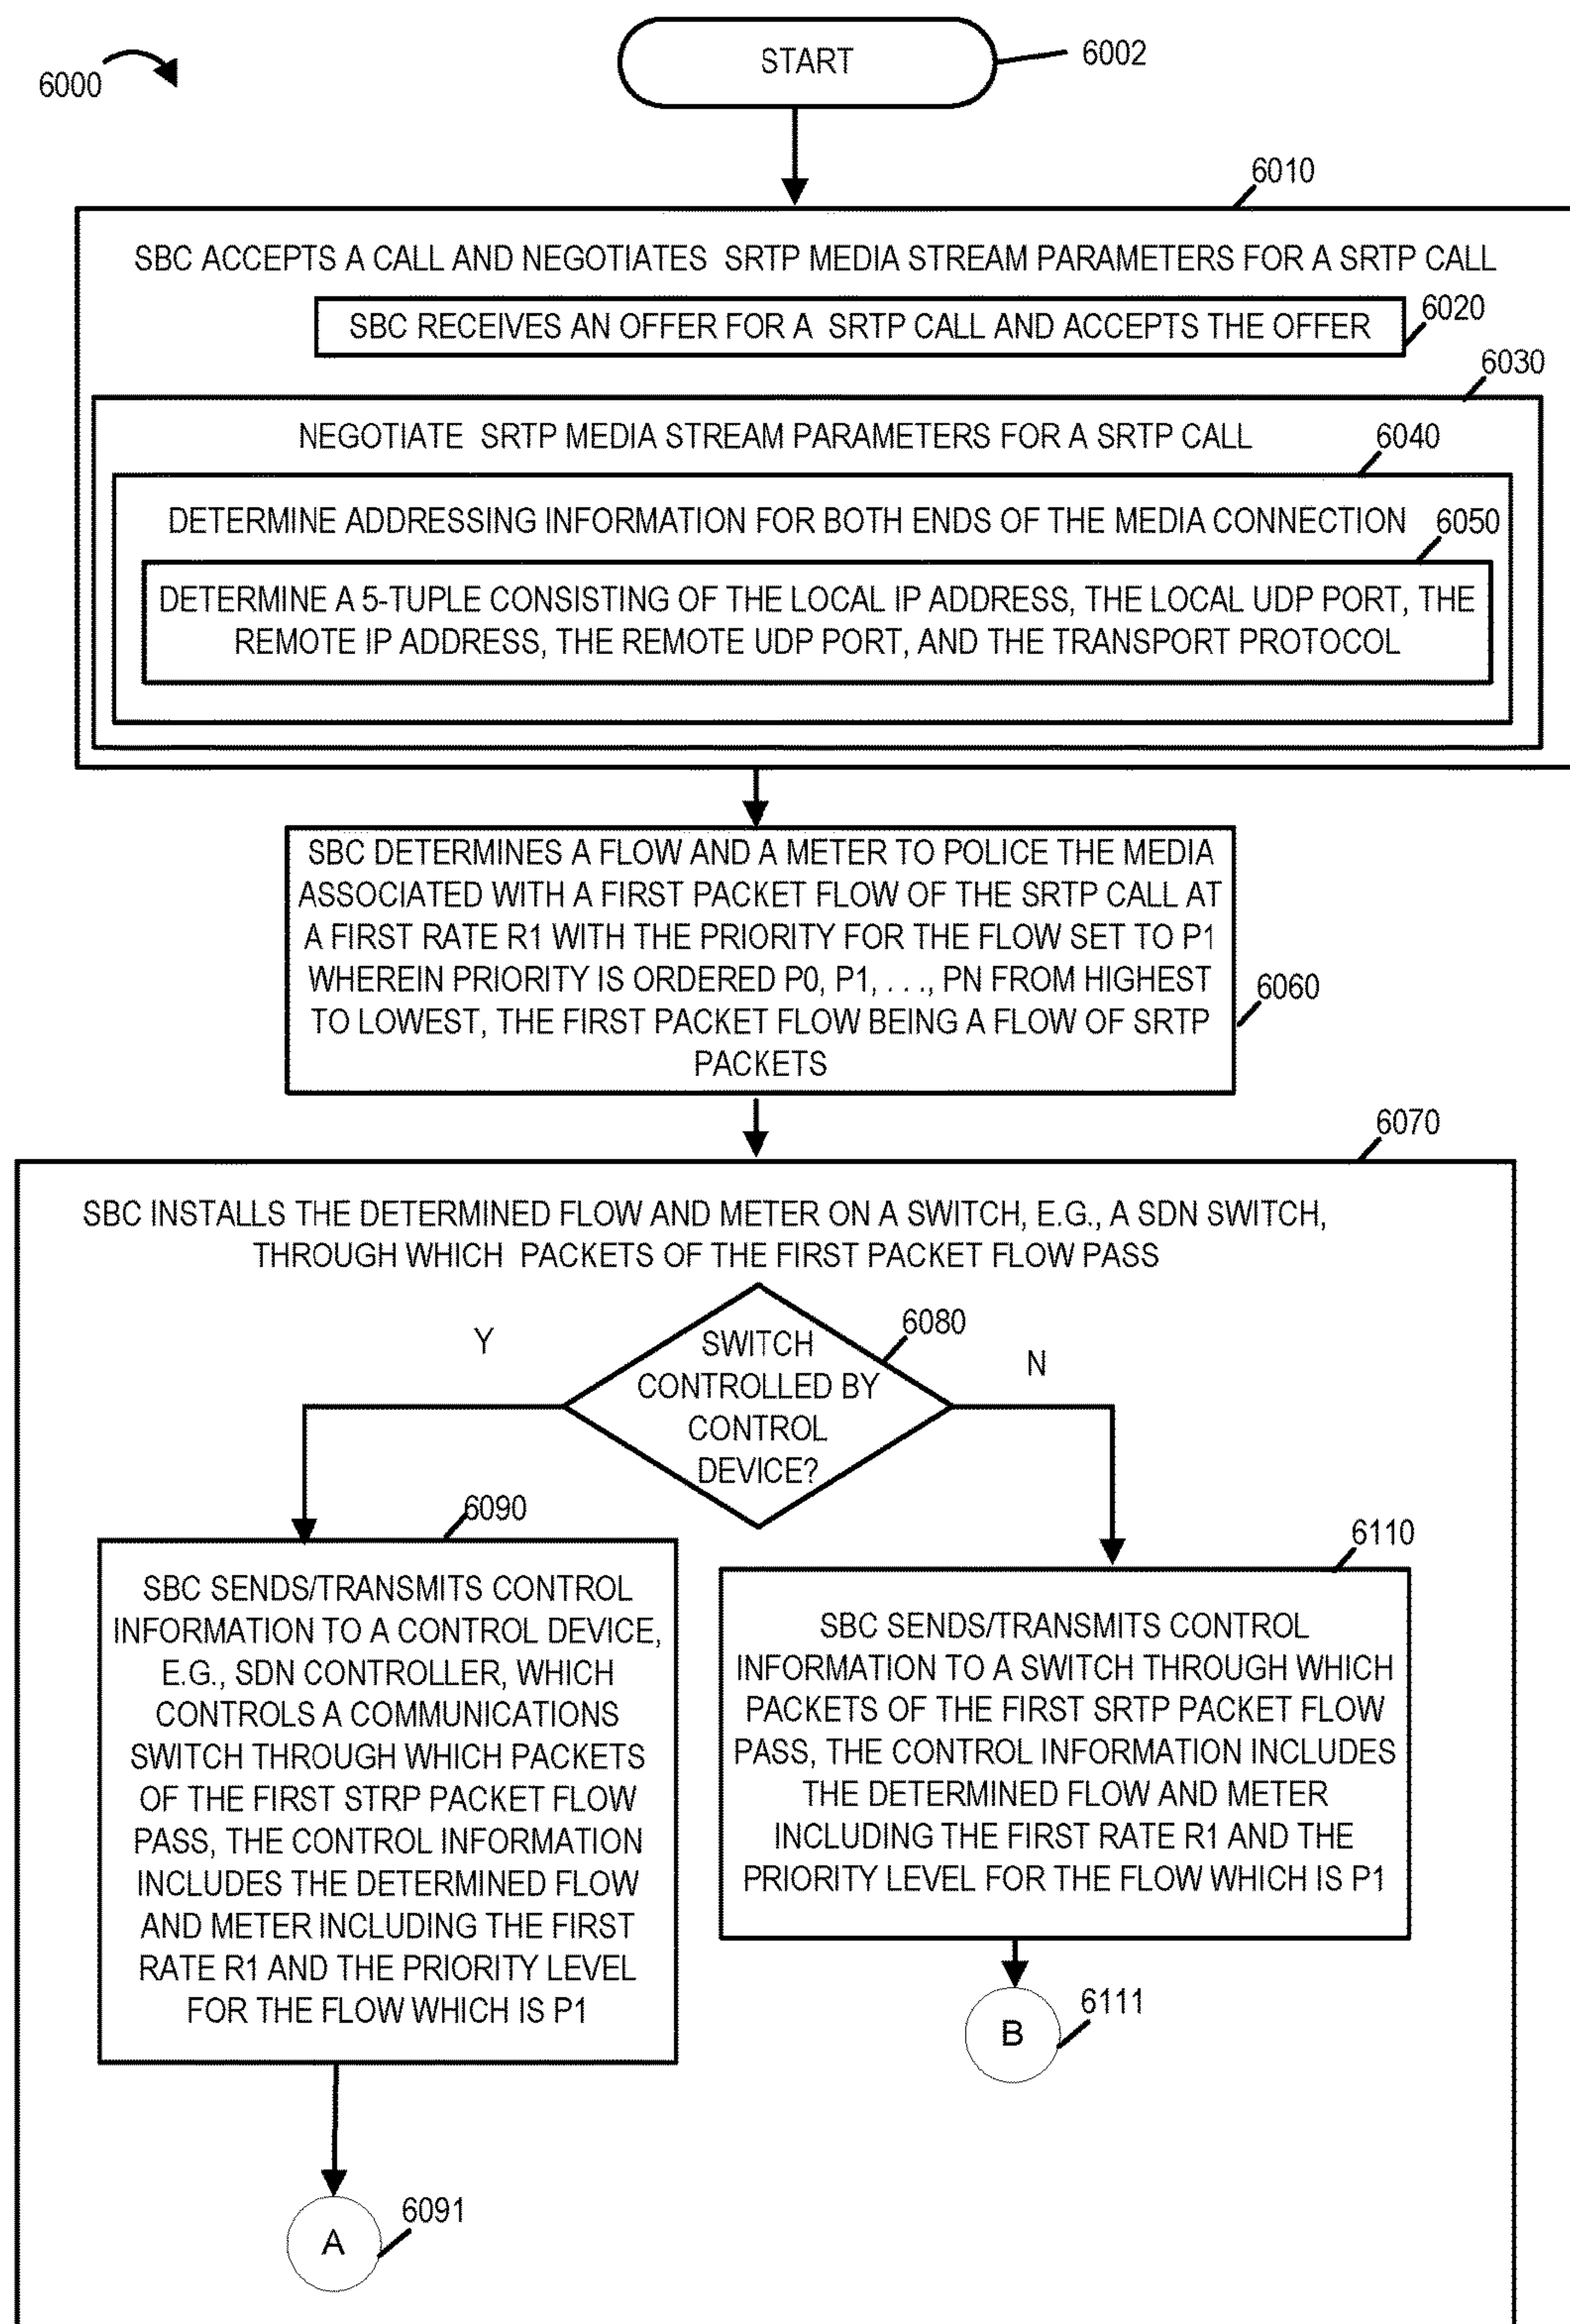 START
6002
6000
6010
SBC ACCEPTS A CALL AND NEGOTIATES SRTP MEDIA STREAM PARAMETERS FOR A SRTP CALL
SBC RECEIVES AN OFFER FOR A SRTP CALL AND ACCEPTS THE OFFER
6020
6030
NEGOTIATE SRTP MEDIA STREAM PARAMETERS FOR A SRTP CALL
6040
DETERMINE ADDRESSING INFORMATION FOR BOTH ENDS OF THE MEDIA CONNECTION
6050
DETERMINE A 5-TUPLE CONSISTING OF THE LOCAL IP ADDRESS, THE LOCAL UDP PORT, THE
REMOTE IP ADDRESS, THE REMOTE UDP PORT, AND THE TRANSPORT PROTOCOL
SBC DETERMINES A FLOW AND A METER TO POLICE THE MEDIA
ASSOCIATED WITH A FIRST PACKET FLOW OF THE SRTP CALL AT
A FIRST RATE R1 WITH THE PRIORITY FOR THE FLOW SET TO P1
WHEREIN PRIORITY IS ORDERED P0, P1, . . ., PN FROM HIGHEST
TO LOWEST, THE FIRST PACKET FLOW BEING A FLOW OF SRTP
PACKETS
6060
6070
SBC INSTALLS THE DETERMINED FLOW AND METER ON A SWITCH, E.G., A SDN SWITCH,
THROUGH WHICH PACKETS OF THE FIRST PACKET FLOW PASS
SWITCH
CONTROLLED BY
CONTROL
DEVICE?
6080
Y
N
6090
SBC SENDS/TRANSMITS CONTROL
INFORMATION TO A CONTROL DEVICE,
E.G., SDN CONTROLLER, WHICH
CONTROLS A COMMUNICATIONS
SWITCH THROUGH WHICH PACKETS
OF THE FIRST STRP PACKET FLOW
PASS, THE CONTROL INFORMATION
INCLUDES THE DETERMINED FLOW
AND METER INCLUDING THE FIRST
RATE R1 AND THE PRIORITY LEVEL
FOR THE FLOW WHICH IS P1
6110
SBC SENDS/TRANSMITS CONTROL
INFORMATION TO A SWITCH THROUGH WHICH
PACKETS OF THE FIRST SRTP PACKET FLOW
PASS, THE CONTROL INFORMATION INCLUDES
THE DETERMINED FLOW AND METER
INCLUDING THE FIRST RATE R1 AND THE
PRIORITY LEVEL FOR THE FLOW WHICH IS P1
B
6111
A
6091